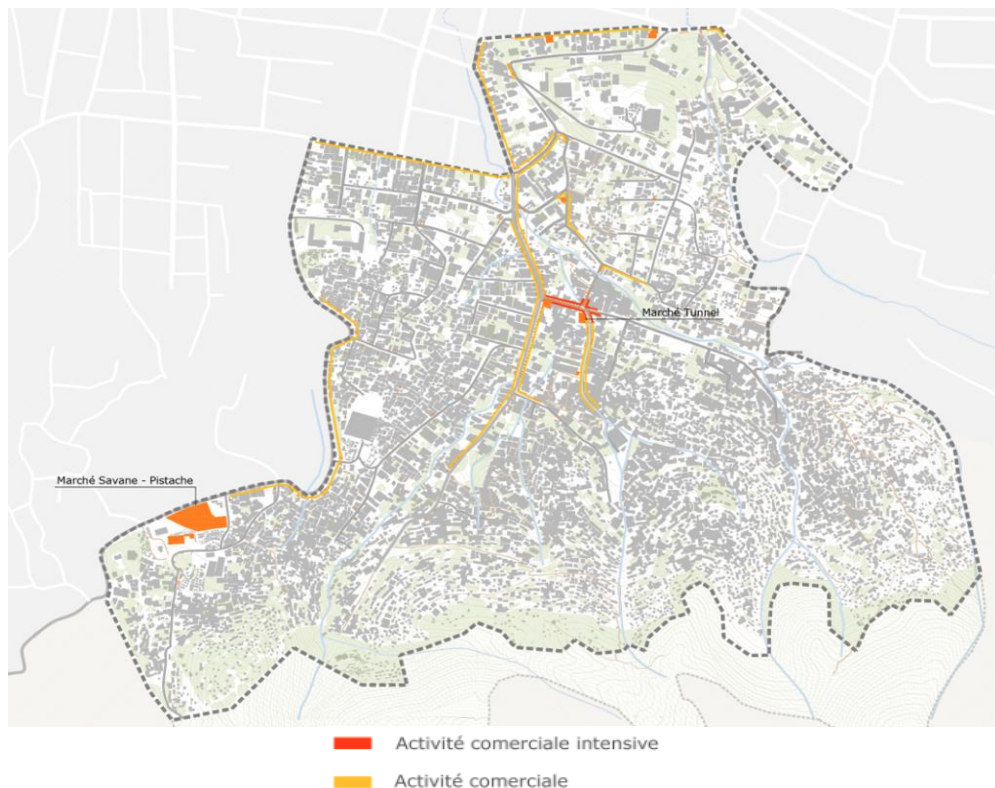 Marché Tunnel
Marché Savane - Pistache
Activité comerciale intensive
Activité comerciale